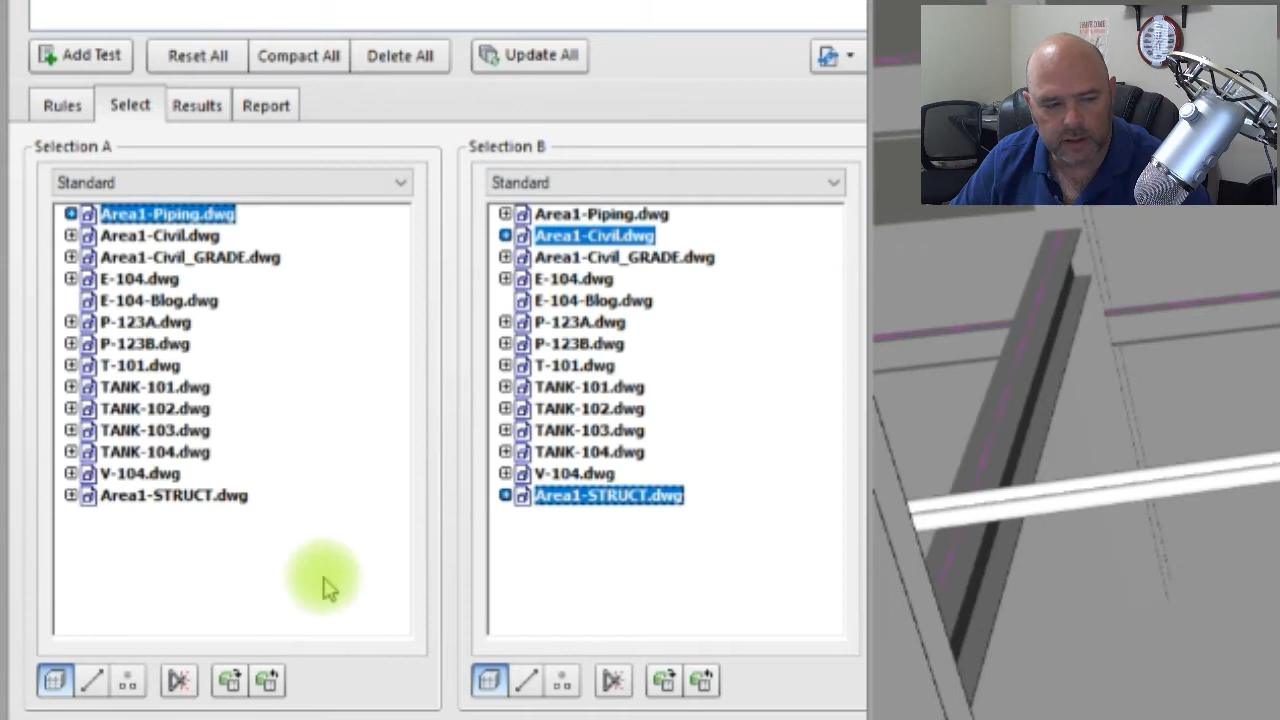 Add Test Reset All Compact All Delete All Update All
Rules Select Results Report
Selection A
Standard
Area1-Piping.dwg
Area1-Civil.dwg
Area1-Civil_GRADE.dwg
E-104.dwg
E-104-Blog.dwg
P-123A.dwg
P-123B.dwg
T-101.dwg
TANK-101.dwg
TANK-102.dwg
TANK-103.dwg
TANK-104.dwg
V-104.dwg
Area1-STRUCT.dwg
Selection B
Standard
Area1-Piping.dwg
Area1-Civil.dwg
Area1-Civil_GRADE.dwg
E-104.dwg
E-104-Blog.dwg
P-123A.dwg
P-123B.dwg
T-101.dwg
TANK-101.dwg
TANK-102.dwg
TANK-103.dwg
TANK-104.dwg
V-104.dwg
Area1-STRUCT.dwg